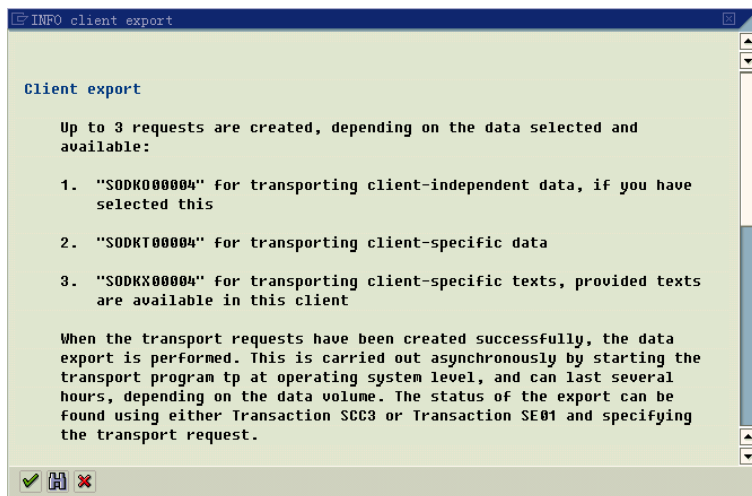 INFO client export
Client export
Up to 3 requests are created, depending on the data selected and
available:
1. "SODKO00004" for transporting client-independent data, if you have
selected this
2. "SODKT00004" for transporting client-specific data
3. "SODKX00004" for transporting client-specific texts, provided texts
are available in this client
When the transport requests have been created successfully, the data
export is performed. This is carried out asynchronously by starting the
transport program tp at operating system level, and can last several
hours, depending on the data volume. The status of the export can be
found using either Transaction SCC3 or Transaction SE01 and specifying
the transport request.